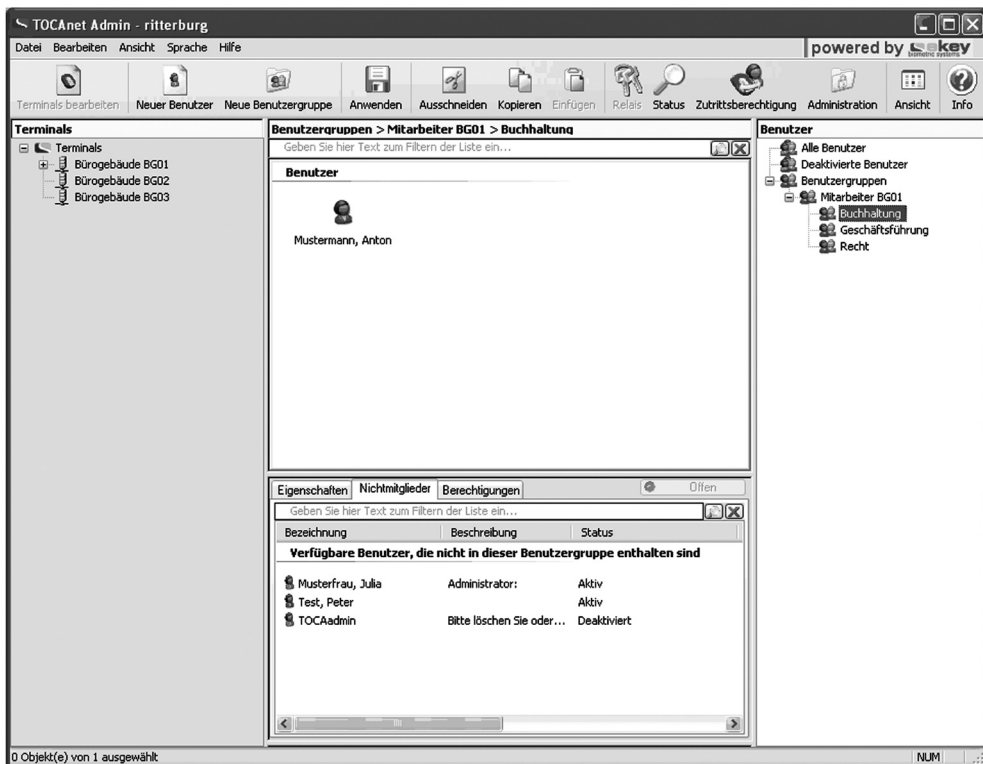 TOCAnet Admin - ritterburg
Datei Bearbeiten Ansicht Sprache Hilfe
powered by ekey
biometric systems
Terminals bearbeiten Neuer Benutzer Neue Benutzergruppe Anwenden Ausschneiden Kopieren Einfügen Relais Status Zutrittsberechtigung Administration Ansicht Info
Terminals
Terminals
Bürogebäude BG01
Bürogebäude BG02
Bürogebäude BG03
Benutzergruppen > Mitarbeiter BG01 > Buchhaltung
Geben Sie hier Text zum Filtern der Liste ein...
Benutzer
Mustermann, Anton
Eigenschaften Nichtmitglieder Berechtigungen Offen
Geben Sie hier Text zum Filtern der Liste ein...
Bezeichnung Beschreibung Status
Verfügbare Benutzer, die nicht in dieser Benutzergruppe enthalten sind
Musterfrau, Julia Administrator: Aktiv
Test, Peter Aktiv
TOCAadmin Bitte löschen Sie oder... Deaktiviert
Benutzer
Alle Benutzer
Deaktivierte Benutzer
Benutzergruppen
Mitarbeiter BG01
Buchhaltung
Geschäftsführung
Recht
0 Objekt(e) von 1 ausgewählt NUM